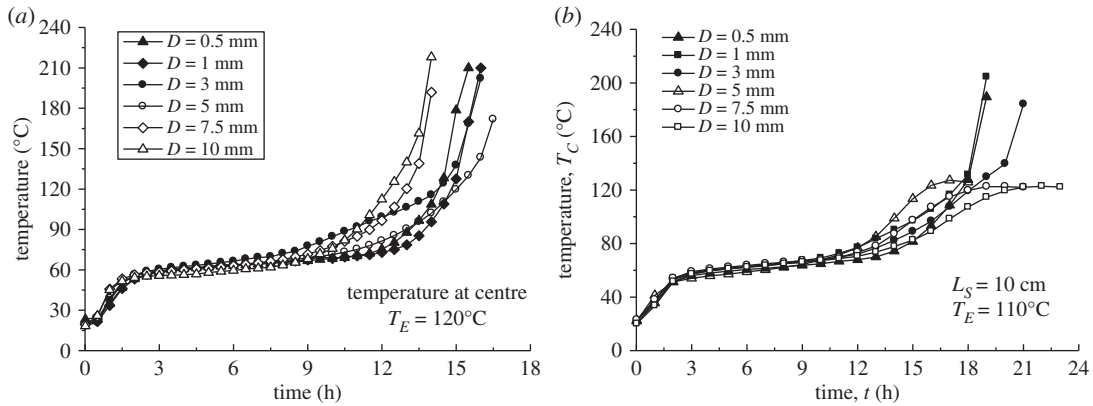 (a)
240
210
180
150
120
90
60
30
0
temperature (°C)
D = 0.5 mm
D = 1 mm
D = 3 mm
D = 5 mm
D = 7.5 mm
D = 10 mm
temperature at centre
T_E = 120°C
0 3 6 9 12 15 18
time (h)
(b)
240
200
160
120
80
40
0
temperature, T_C (°C)
D = 0.5 mm
D = 1 mm
D = 3 mm
D = 5 mm
D = 7.5 mm
D = 10 mm
L_S = 10 cm
T_E = 110°C
0 3 6 9 12 15 18 21 24
time, t (h)